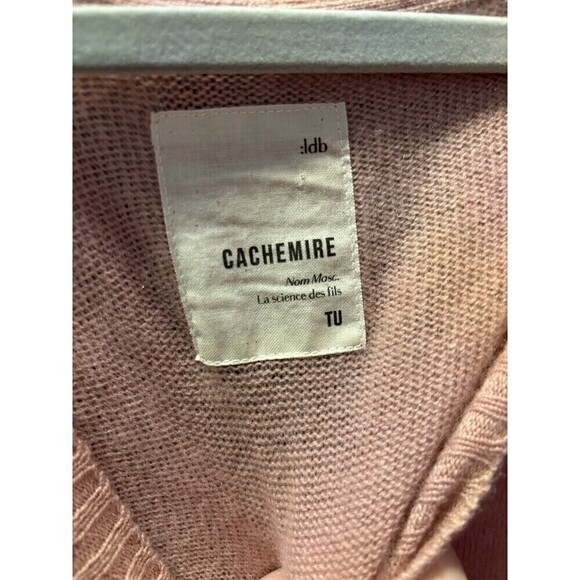 :ldb
CACHEMIRE
Nom Masc.
La science des fils
TU